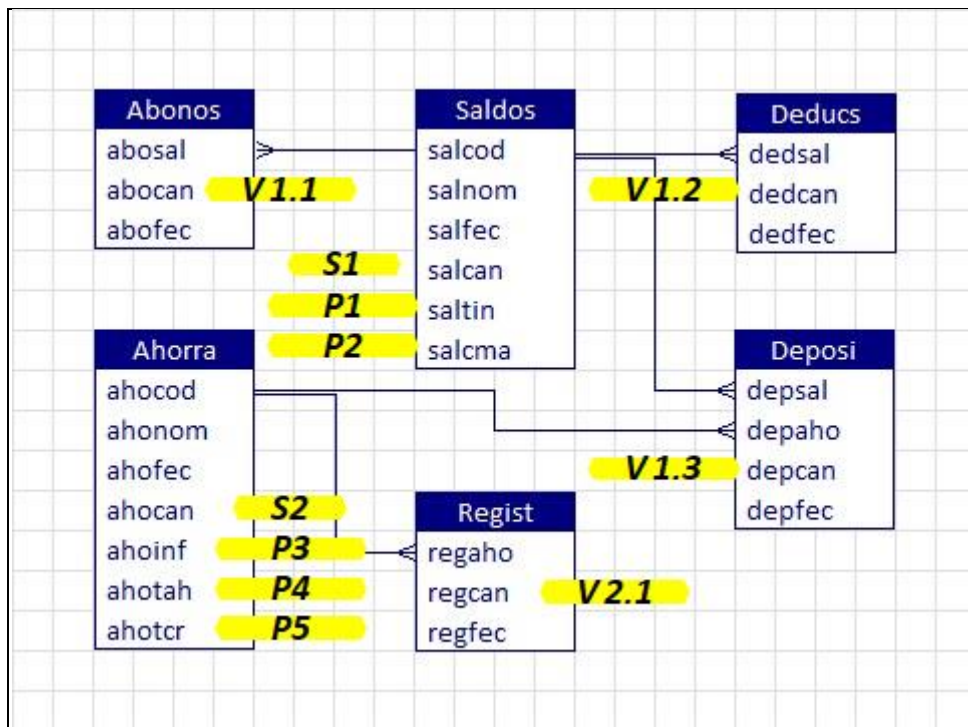 Abonos
abosal
abocan V 1.1
abofec
Saldos
salcod
salnom
salfec
S1 salcan
P1 saltin
P2 salcma
Deducs
dedsal
V 1.2 dedcan
dedfec
Ahorra
ahocod
ahonom
ahofec
ahocan S2
ahoinf P3
ahotah P4
ahotcr P5
Regist
regaho
regcan V 2.1
regfec
Deposi
depsal
depaho
V 1.3 depcan
depfec